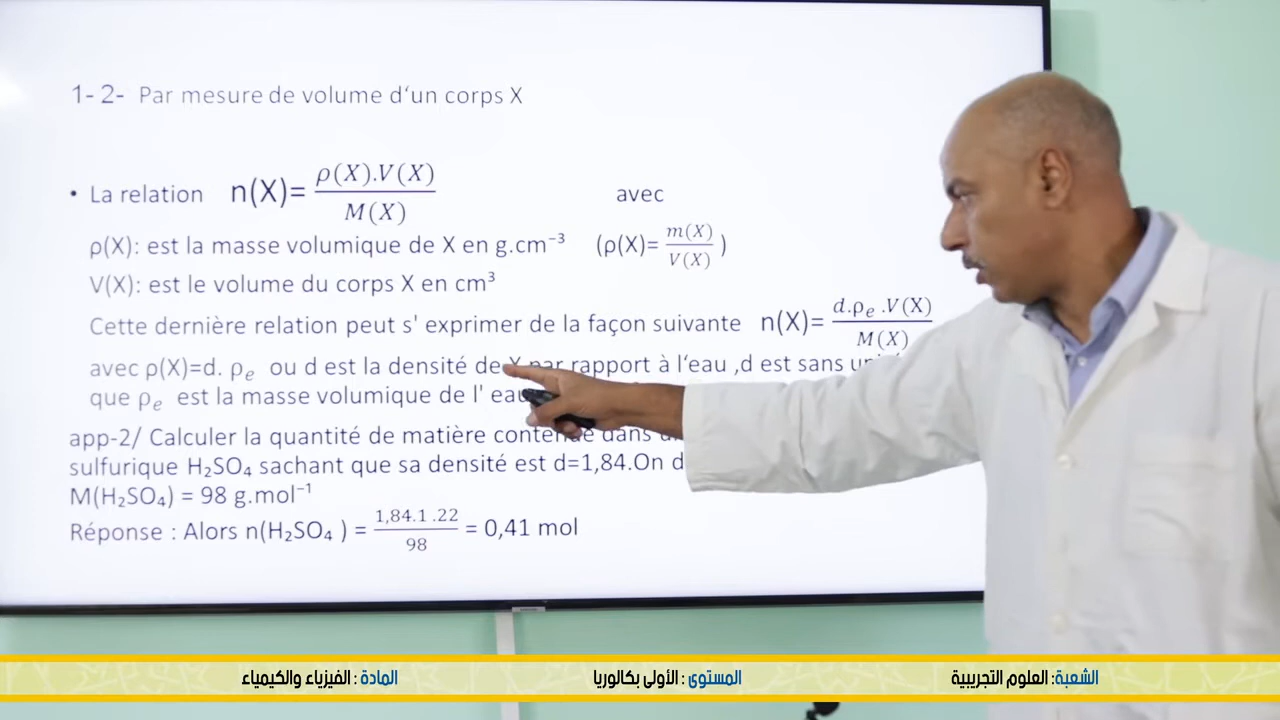 1- 2- Par mesure de volume d'un corps X
• La relation n(X)= ρ(X).V(X) / M(X) avec
ρ(X): est la masse volumique de X en g.cm⁻³ (ρ(X)= m(X) / V(X) )
V(X): est le volume du corps X en cm³
Cette dernière relation peut s' exprimer de la façon suivante n(X)= d.ρₑ .V(X) / M(X)
avec ρ(X)=d. ρₑ ou d est la densité de X par rapport à l'eau ,d est sans
que ρₑ est la masse volumique de l' eau
app-2/ Calculer la quantité de matière contenue dans
sulfurique H₂SO₄ sachant que sa densité est d=1,84.On
M(H₂SO₄) = 98 g.mol⁻¹
Réponse : Alors n(H₂SO₄ ) = 1,84.1 .22 / 98 = 0,41 mol
الشعبة: العلوم التجريبية المستوى : الأولى بكالوريا المادة : الفيزياء والكيمياء